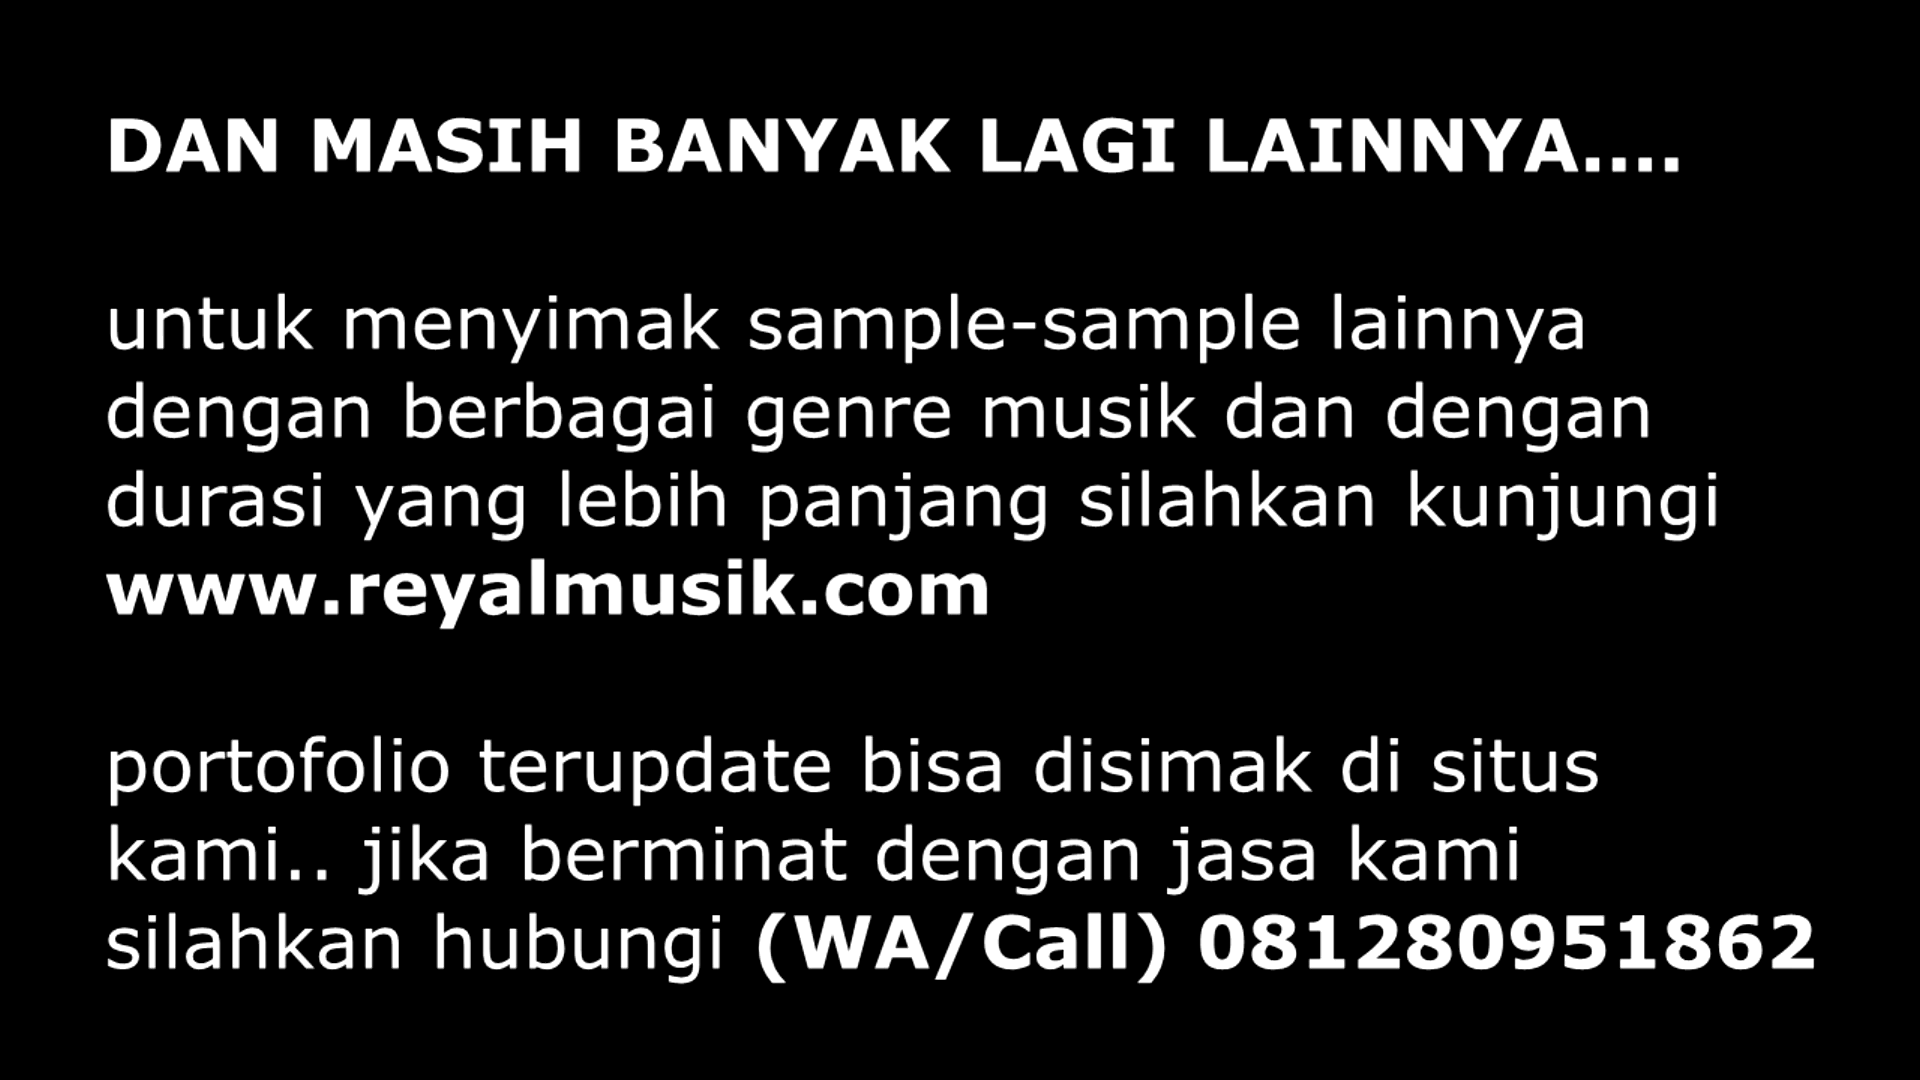 DAN MASIH BANYAK LAGI LAINNYA....
untuk menyimak sample-sample lainnya
dengan berbagai genre musik dan dengan
durasi yang lebih panjang silahkan kunjungi
www.reyalmusik.com
portofolio terupdate bisa disimak di situs
kami.. jika berminat dengan jasa kami
silahkan hubungi (WA/Call) 081280951862